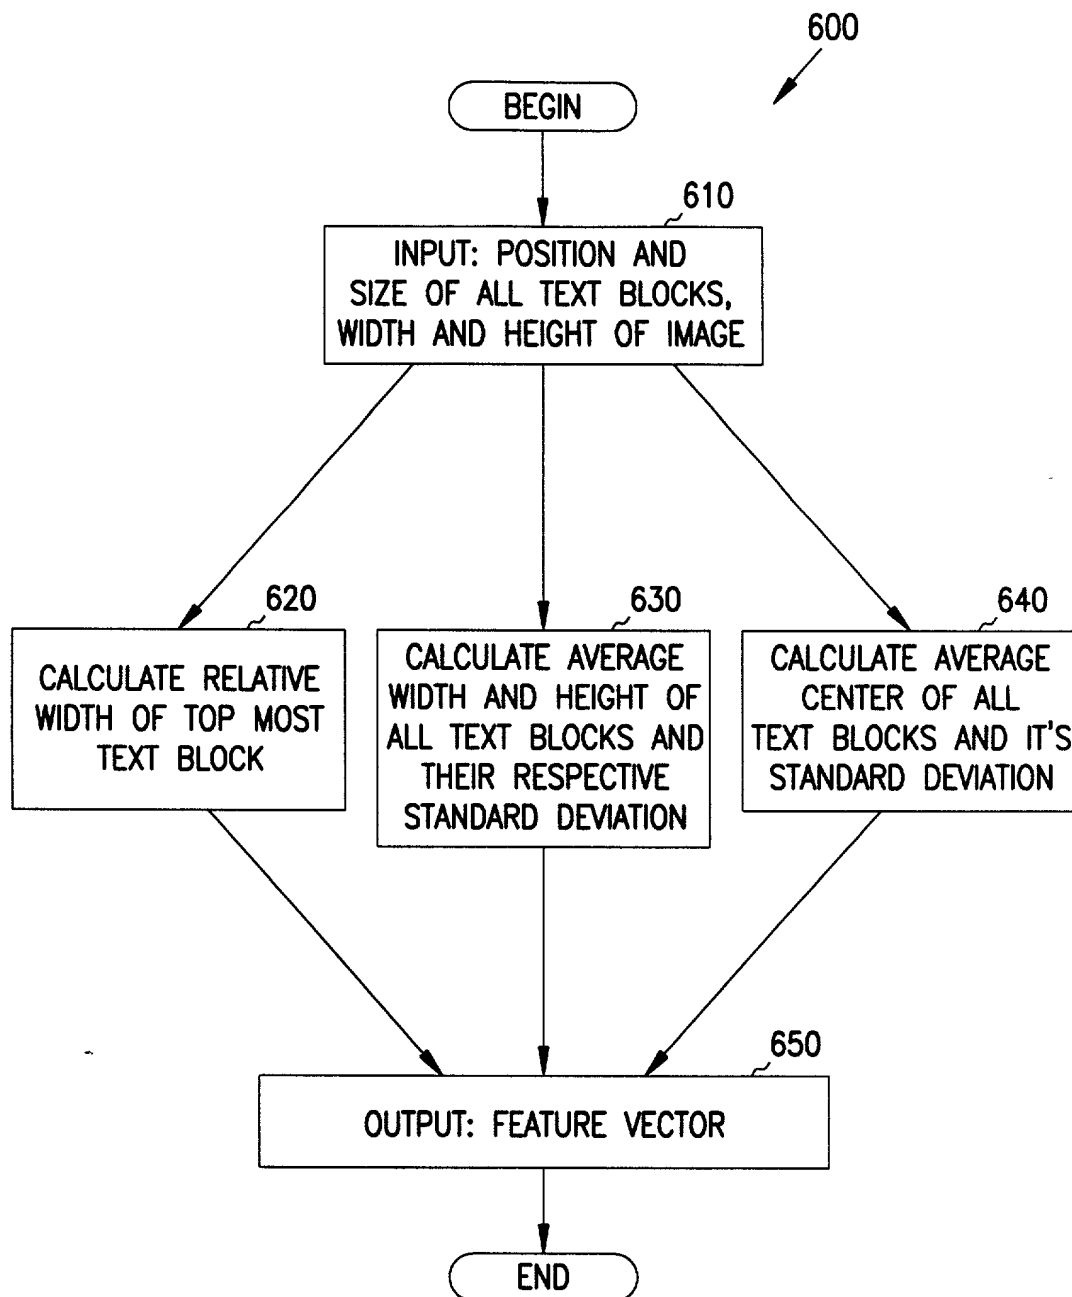 600
BEGIN
610
INPUT: POSITION AND
SIZE OF ALL TEXT BLOCKS,
WIDTH AND HEIGHT OF IMAGE
620
CALCULATE RELATIVE
WIDTH OF TOP MOST
TEXT BLOCK
630
CALCULATE AVERAGE
WIDTH AND HEIGHT OF
ALL TEXT BLOCKS AND
THEIR RESPECTIVE
STANDARD DEVIATION
640
CALCULATE AVERAGE
CENTER OF ALL
TEXT BLOCKS AND IT'S
STANDARD DEVIATION
650
OUTPUT: FEATURE VECTOR
END